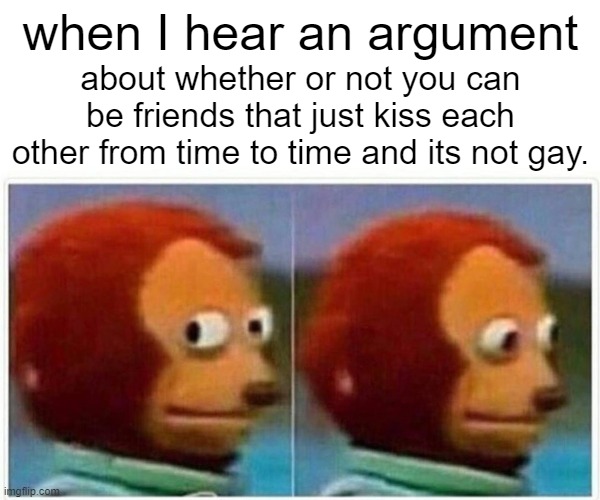 when I hear an argument
about whether or not you can
be friends that just kiss each
other from time to time and its not gay.
imgflip.com